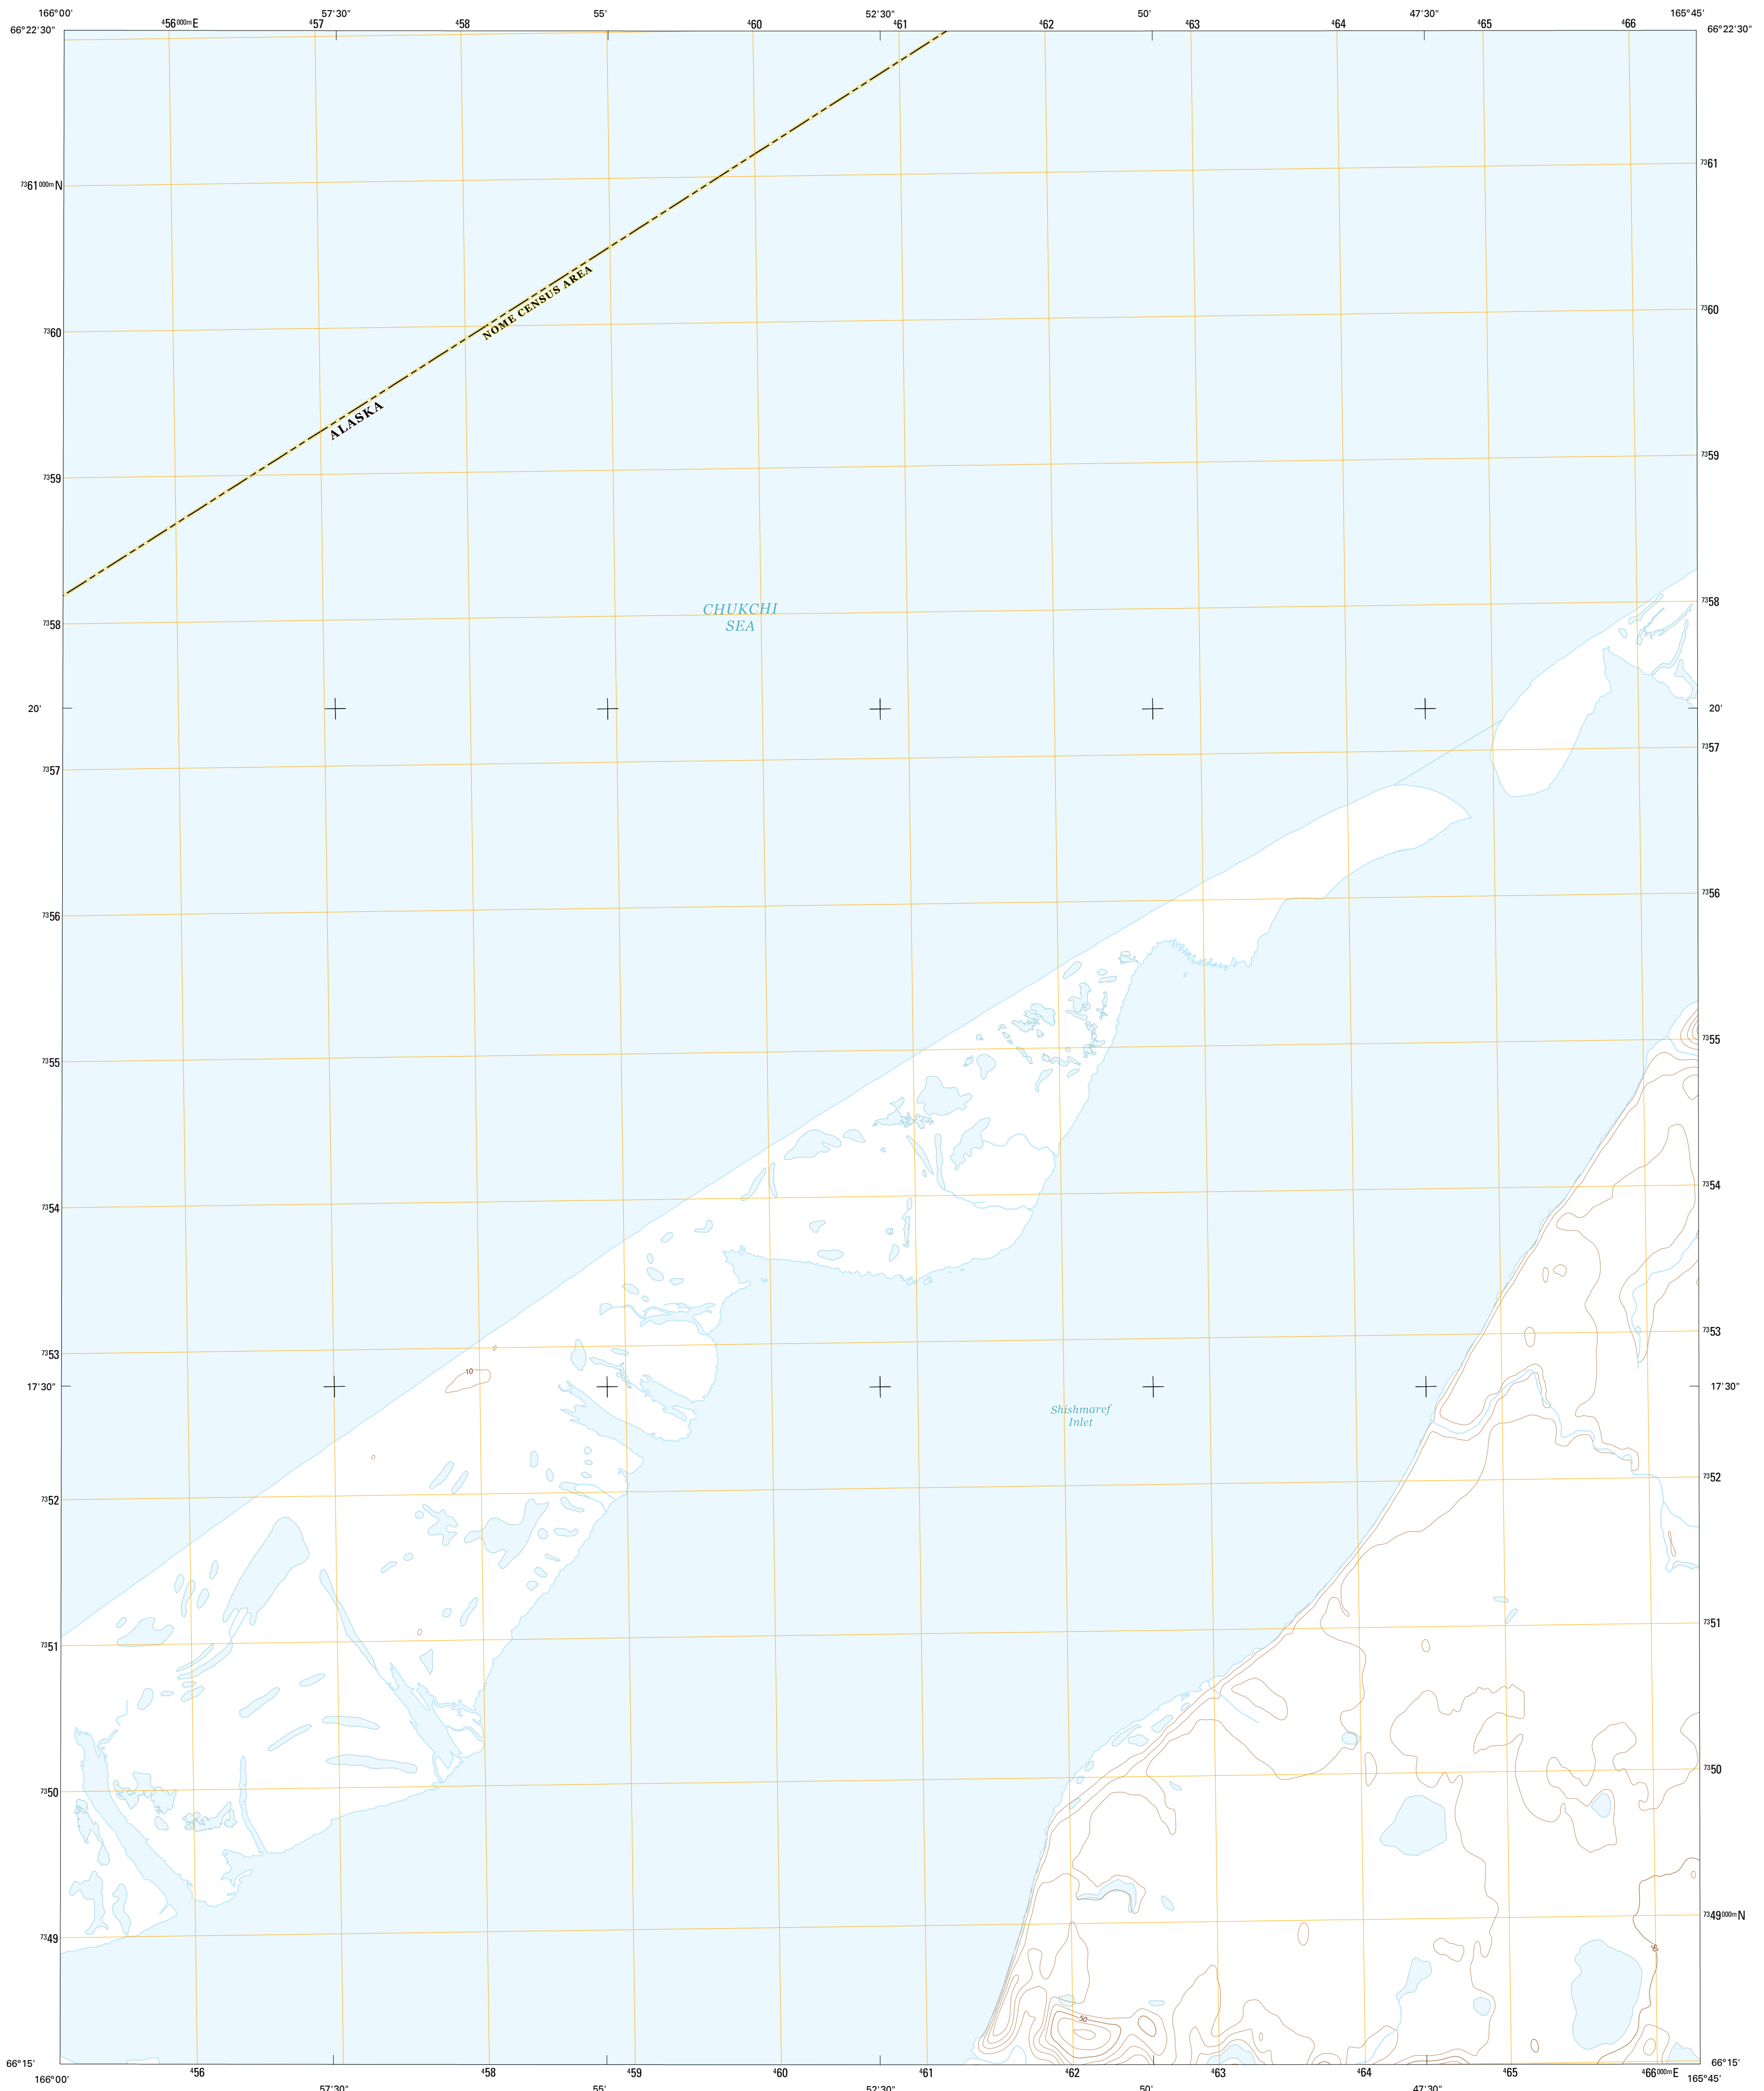 166°00' 57'30" 55' 52'30" 50' 47'30" 165°45'
⁴56⁰⁰⁰ᵐE ⁴57 ⁴58 ⁴60 ⁴61 ⁴62 ⁴63 ⁴64 ⁴65 ⁴66
66°22'30" 66°22'30"
⁷³61
⁷³61⁰⁰⁰ᵐN
NOME CENSUS AREA
⁷³60
⁷³60
ALASKA
⁷³59
⁷³59
⁷³58
CHUKCHI
SEA
⁷³58
20' 20'
⁷³57
⁷³57
⁷³56
⁷³56
⁷³55
⁷³55
⁷³54
⁷³54
⁷³53
⁷³53
10
17'30" 17'30"
Shishmaref
Inlet
⁷³52
⁷³52
⁷³51
⁷³51
⁷³50
⁷³50
⁷³49⁰⁰⁰ᵐN
⁷³49
50
50
66°15' 66°15'
⁴56 ⁴58 ⁴59 ⁴60 ⁴61 ⁴62 ⁴63 ⁴64 ⁴65 ⁴66⁰⁰⁰ᵐE
166°00' 57'30" 55' 52'30" 50' 47'30" 165°45'